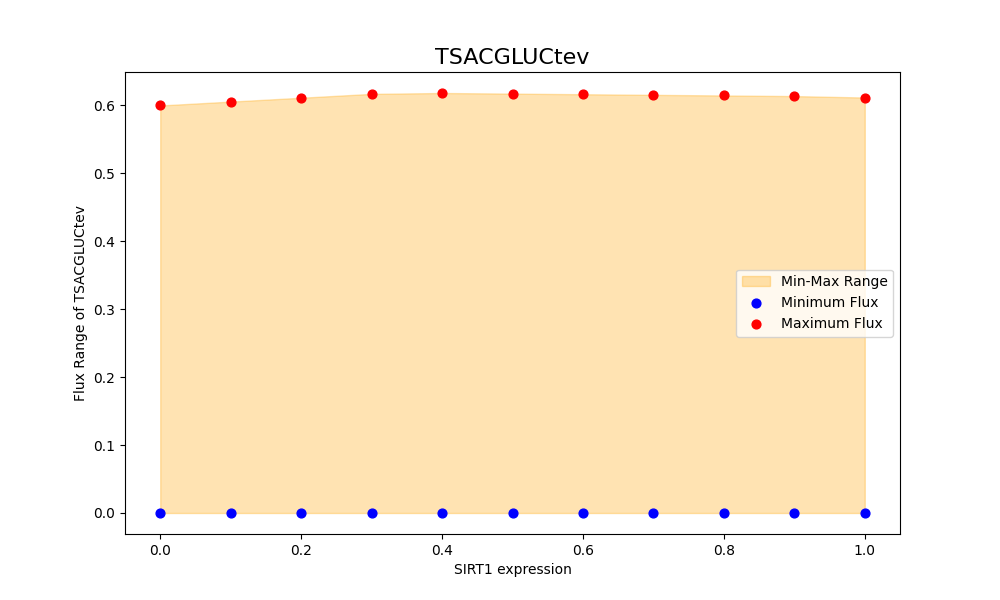 TSACGLUCtev
Flux Range of TSACGLUCtev
0.6
0.5
0.4
0.3
0.2
0.1
0.0
Min-Max Range
Minimum Flux
Maximum Flux
0.0 0.2 0.4 0.6 0.8 1.0
SIRT1 expression